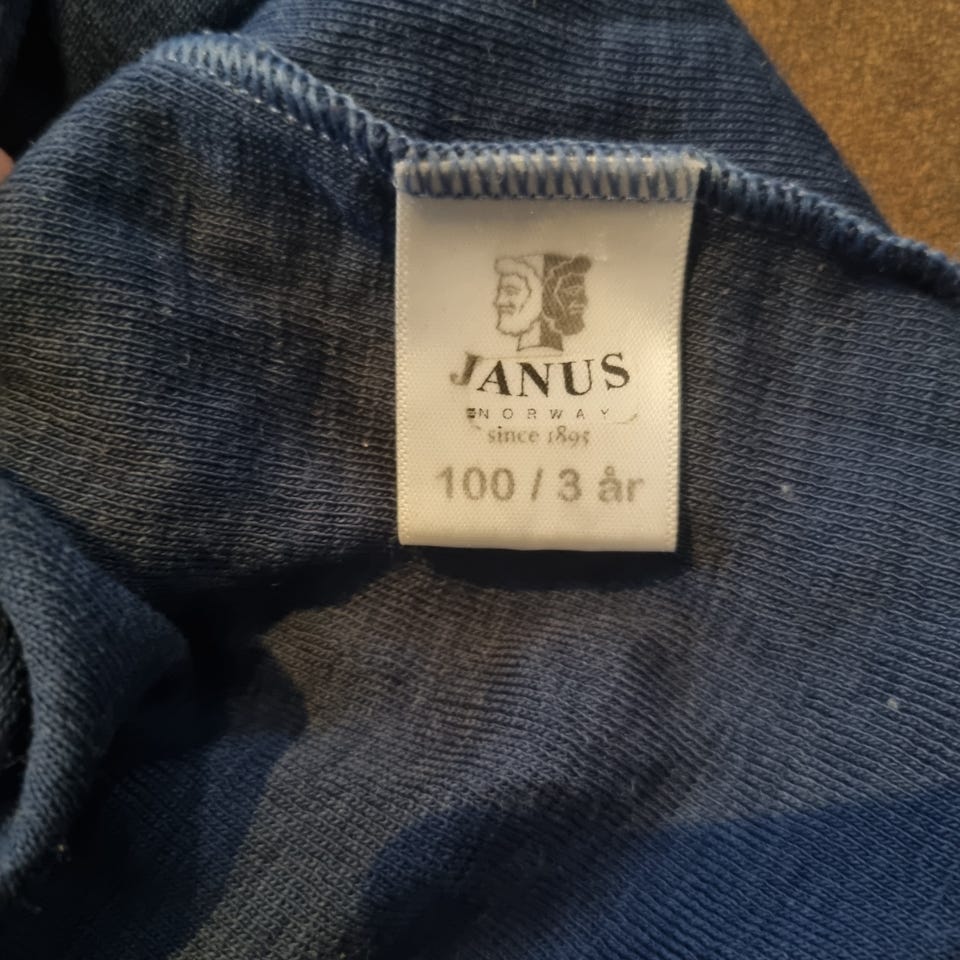 JANUS
NORWAY
since 1895
100 / 3 år